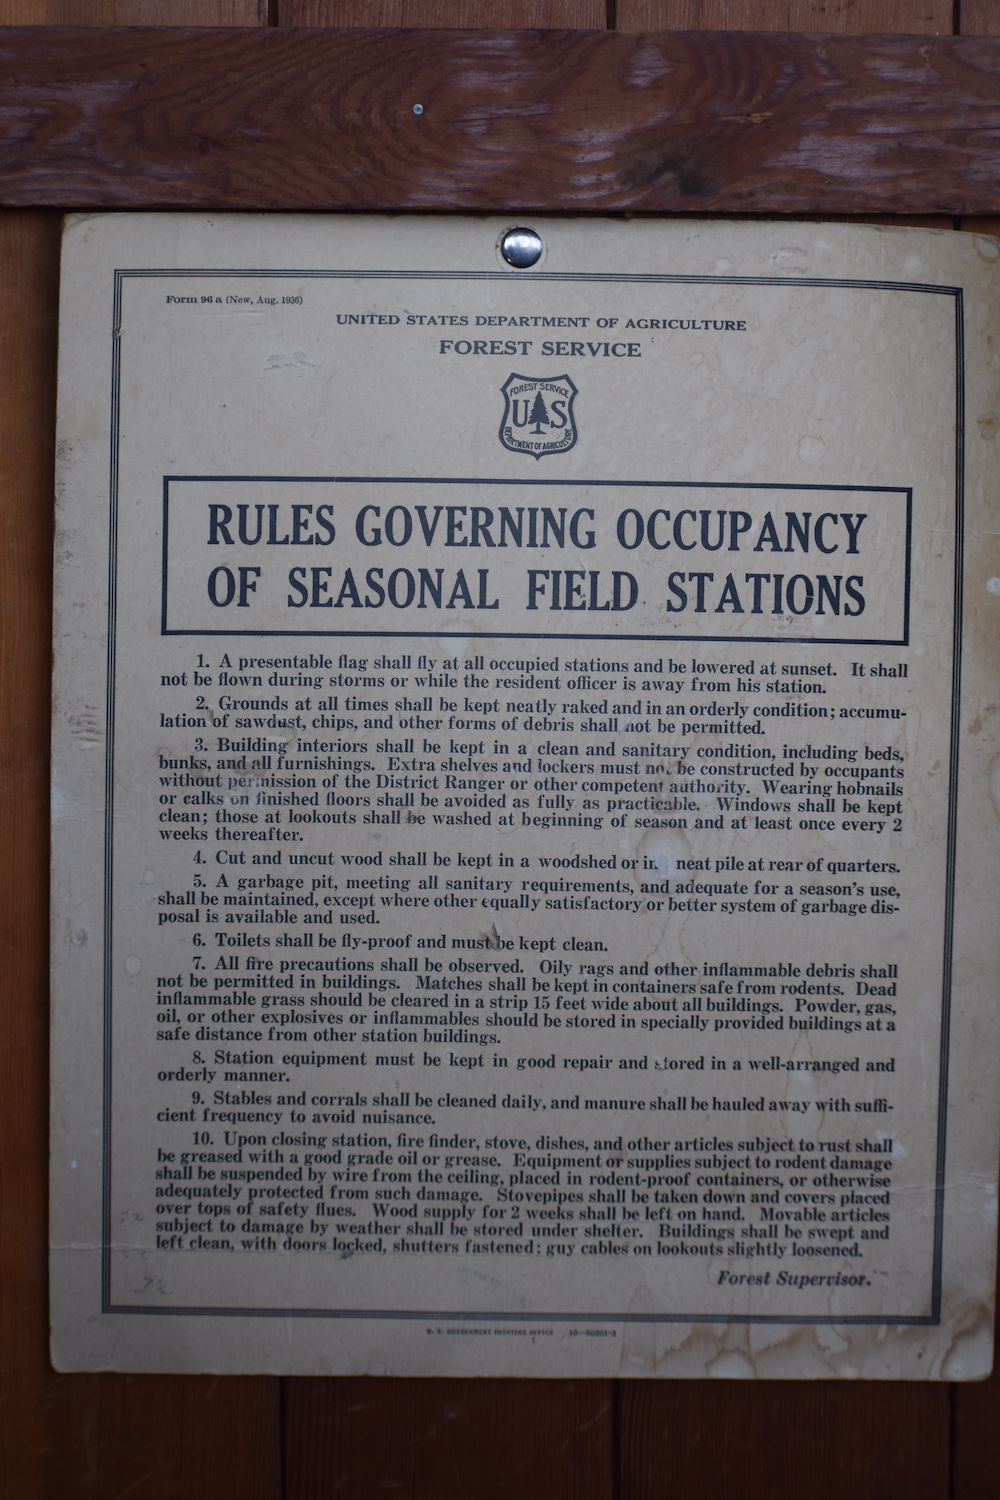 Form 96 a (New, Aug. 1936)
UNITED STATES DEPARTMENT OF AGRICULTURE
FOREST SERVICE
FOREST SERVICE
U S
DEPARTMENT OF AGRICULTURE
RULES GOVERNING OCCUPANCY
OF SEASONAL FIELD STATIONS
1. A presentable flag shall fly at all occupied stations and be lowered at sunset. It shall
not be flown during storms or while the resident officer is away from his station.
2. Grounds at all times shall be kept neatly raked and in an orderly condition; accumu-
lation of sawdust, chips, and other forms of debris shall not be permitted.
3. Building interiors shall be kept in a clean and sanitary condition, including beds,
bunks, and all furnishings. Extra shelves and lockers must not be constructed by occupants
without permission of the District Ranger or other competent authority. Wearing hobnails
or calks on finished floors shall be avoided as fully as practicable. Windows shall be kept
clean; those at lookouts shall be washed at beginning of season and at least once every 2
weeks thereafter.
4. Cut and uncut wood shall be kept in a woodshed or in neat pile at rear of quarters.
5. A garbage pit, meeting all sanitary requirements, and adequate for a season's use,
shall be maintained, except where other equally satisfactory or better system of garbage dis-
posal is available and used.
6. Toilets shall be fly-proof and must be kept clean.
7. All fire precautions shall be observed. Oily rags and other inflammable debris shall
not be permitted in buildings. Matches shall be kept in containers safe from rodents. Dead
inflammable grass should be cleared in a strip 15 feet wide about all buildings. Powder, gas,
oil, or other explosives or inflammables should be stored in specially provided buildings at a
safe distance from other station buildings.
8. Station equipment must be kept in good repair and stored in a well-arranged and
orderly manner.
9. Stables and corrals shall be cleaned daily, and manure shall be hauled away with suffi-
cient frequency to avoid nuisance.
10. Upon closing station, fire finder, stove, dishes, and other articles subject to rust shall
be greased with a good grade oil or grease. Equipment or supplies subject to rodent damage
shall be suspended by wire from the ceiling, placed in rodent-proof containers, or otherwise
adequately protected from such damage. Stovepipes shall be taken down and covers placed
over tops of safety flues. Wood supply for 2 weeks shall be left on hand. Movable articles
subject to damage by weather shall be stored under shelter. Buildings shall be swept and
left clean, with doors locked, shutters fastened; guy cables on lookouts slightly loosened.
Forest Supervisor.
U. S. GOVERNMENT PRINTING OFFICE